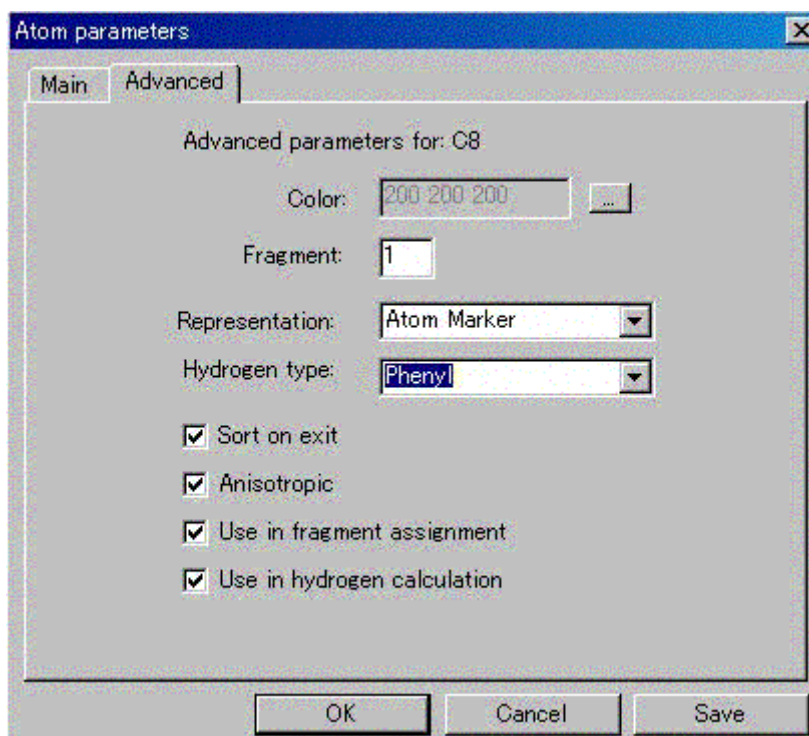 Atom parameters
Main Advanced
Advanced parameters for: C8
Color: 200 200 200 ...
Fragment: 1
Representation: Atom Marker
Hydrogen type: Phenyl
Sort on exit
Anisotropic
Use in fragment assignment
Use in hydrogen calculation
OK Cancel Save